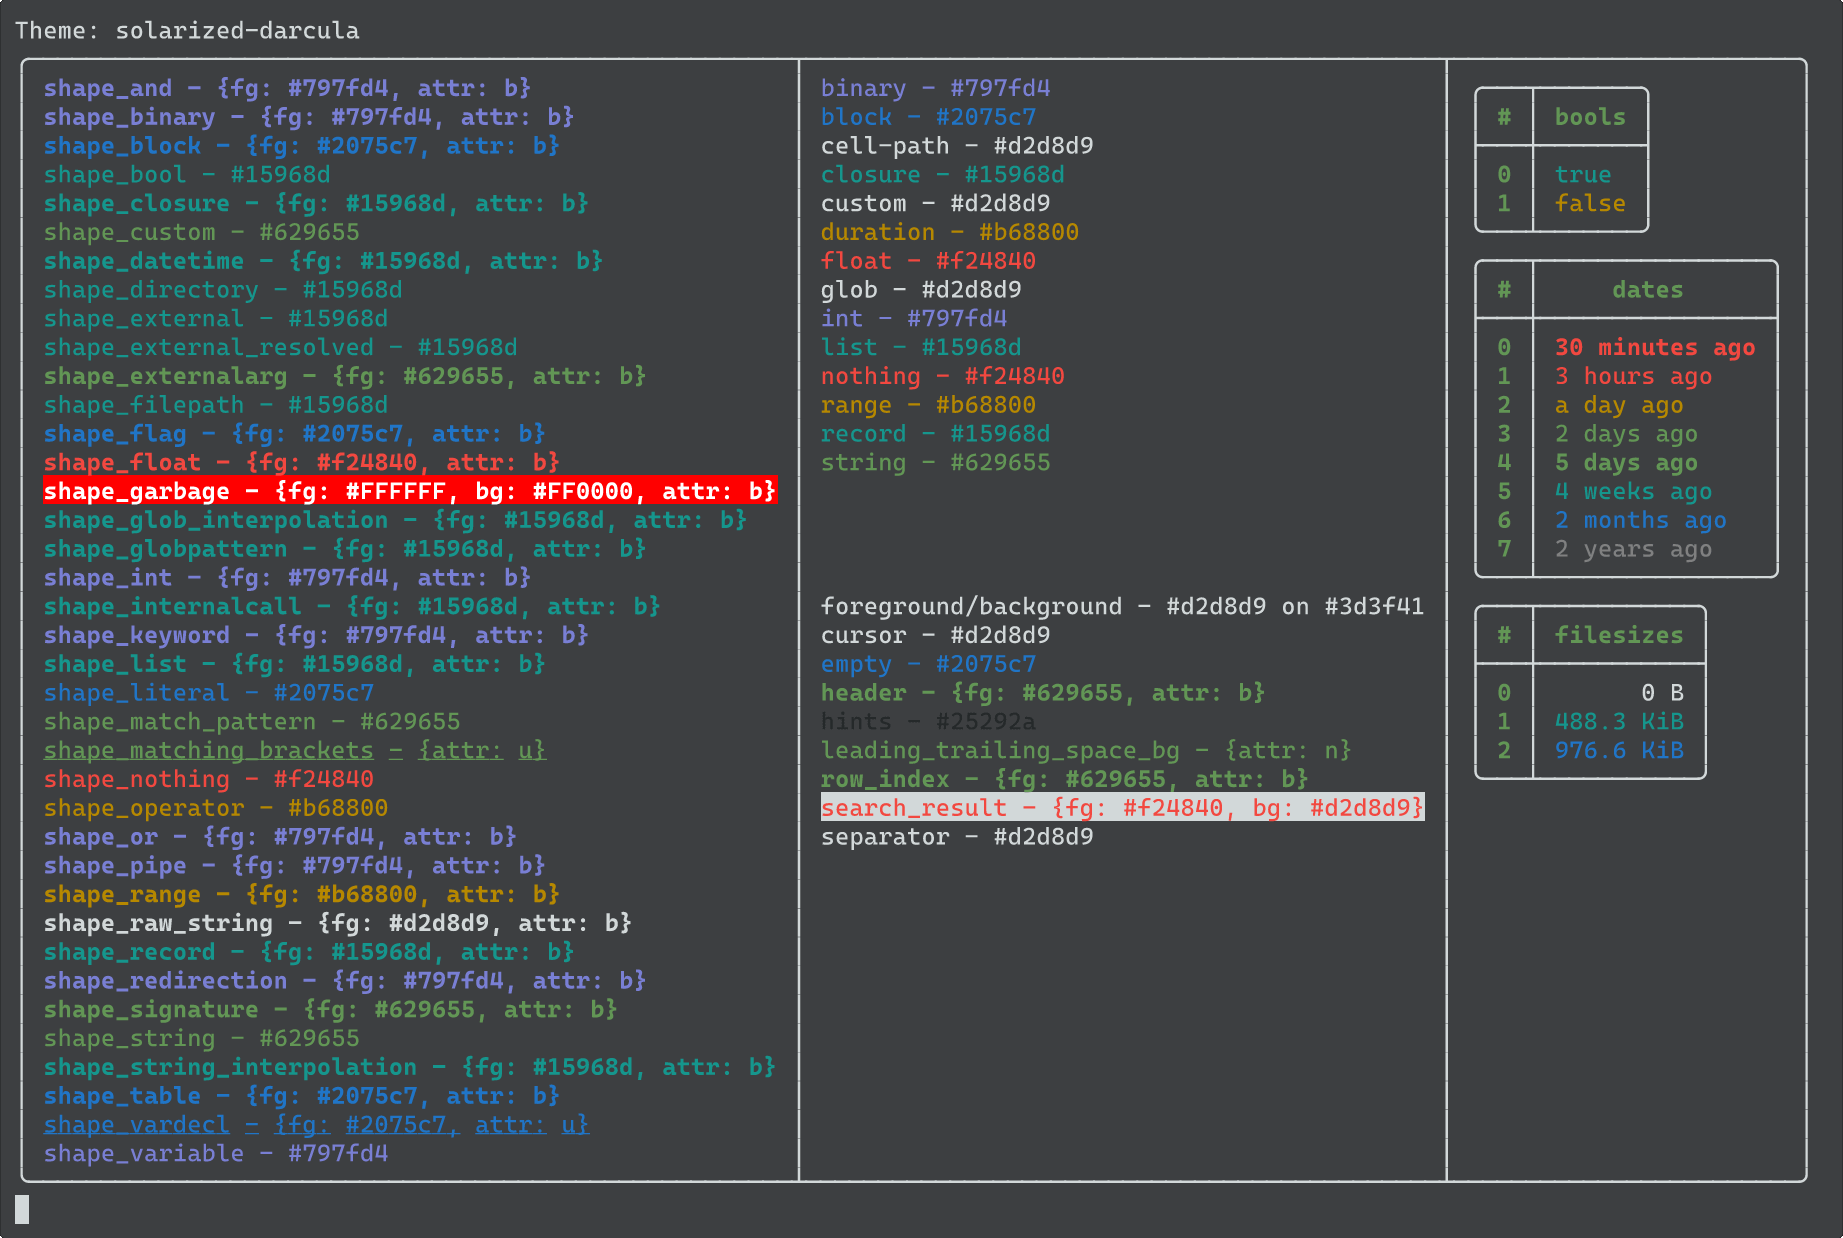 Theme: solarized-darcula
shape_and - {fg: #797fd4, attr: b}
shape_binary - {fg: #797fd4, attr: b}
shape_block - {fg: #2075c7, attr: b}
shape_bool - #15968d
shape_closure - {fg: #15968d, attr: b}
shape_custom - #629655
shape_datetime - {fg: #15968d, attr: b}
shape_directory - #15968d
shape_external - #15968d
shape_external_resolved - #15968d
shape_externalarg - {fg: #629655, attr: b}
shape_filepath - #15968d
shape_flag - {fg: #2075c7, attr: b}
shape_float - {fg: #f24840, attr: b}
shape_garbage - {fg: #FFFFFF, bg: #FF0000, attr: b}
shape_glob_interpolation - {fg: #15968d, attr: b}
shape_globpattern - {fg: #15968d, attr: b}
shape_int - {fg: #797fd4, attr: b}
shape_internalcall - {fg: #15968d, attr: b}
shape_keyword - {fg: #797fd4, attr: b}
shape_list - {fg: #15968d, attr: b}
shape_literal - #2075c7
shape_match_pattern - #629655
shape_matching_brackets - {attr: u}
shape_nothing - #f24840
shape_operator - #b68800
shape_or - {fg: #797fd4, attr: b}
shape_pipe - {fg: #797fd4, attr: b}
shape_range - {fg: #b68800, attr: b}
shape_raw_string - {fg: #d2d8d9, attr: b}
shape_record - {fg: #15968d, attr: b}
shape_redirection - {fg: #797fd4, attr: b}
shape_signature - {fg: #629655, attr: b}
shape_string - #629655
shape_string_interpolation - {fg: #15968d, attr: b}
shape_table - {fg: #2075c7, attr: b}
shape_vardecl - {fg: #2075c7, attr: u}
shape_variable - #797fd4
binary - #797fd4
block - #2075c7
cell-path - #d2d8d9
closure - #15968d
custom - #d2d8d9
duration - #b68800
float - #f24840
glob - #d2d8d9
int - #797fd4
list - #15968d
nothing - #f24840
range - #b68800
record - #15968d
string - #629655
foreground/background - #d2d8d9 on #3d3f41
cursor - #d2d8d9
empty - #2075c7
header - {fg: #629655, attr: b}
hints - #25292a
leading_trailing_space_bg - {attr: n}
row_index - {fg: #629655, attr: b}
search_result - {fg: #f24840, bg: #d2d8d9}
separator - #d2d8d9
# bools
0 true
1 false
# dates
0 30 minutes ago
1 3 hours ago
2 a day ago
3 2 days ago
4 5 days ago
5 4 weeks ago
6 2 months ago
7 2 years ago
# filesizes
0 0 B
1 488.3 KiB
2 976.6 KiB